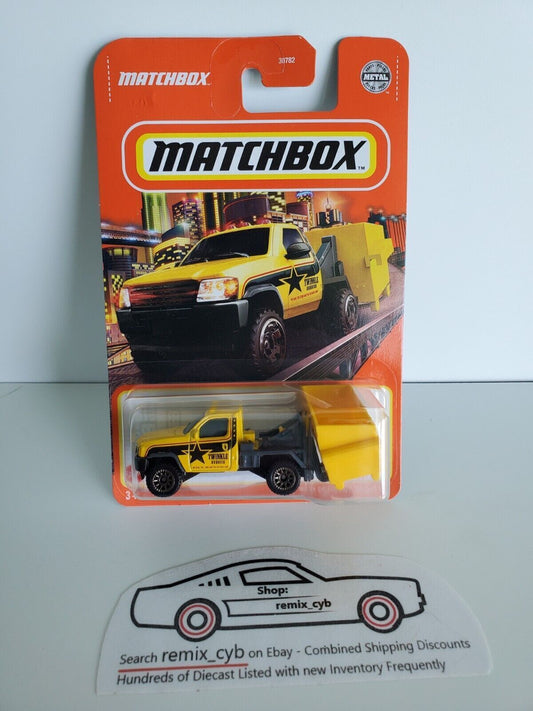 30782
MATCHBOX
METAL
MATCHBOX™
TWINKLE
TWINKLE
3
Shop:
remix_cyb
Search remix_cyb on Ebay - Combined Shipping Discounts
Hundreds of Diecast Listed with new Inventory Frequently